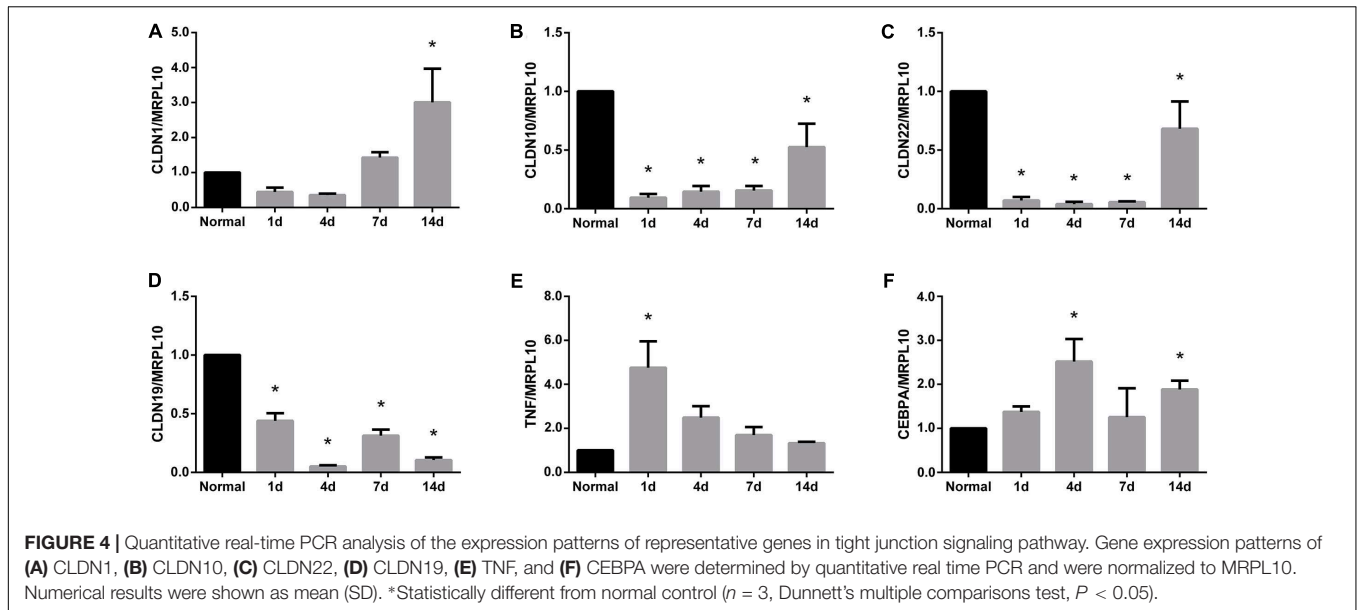 A
5.0
4.0
3.0
2.0
1.0
0.0
CLDN1/MRPL10
*
Normal 1d 4d 7d 14d
B
1.5
1.0
0.5
0.0
CLDN10/MRPL10
* * * *
Normal 1d 4d 7d 14d
C
1.5
1.0
0.5
0.0
CLDN22/MRPL10
* * * *
Normal 1d 4d 7d 14d
D
1.5
1.0
0.5
0.0
CLDN19/MRPL10
* * * *
Normal 1d 4d 7d 14d
E
8.0
6.0
4.0
2.0
0.0
TNF/MRPL10
*
Normal 1d 4d 7d 14d
F
4.0
3.0
2.0
1.0
0.0
CEBPA/MRPL10
* *
Normal 1d 4d 7d 14d
FIGURE 4 | Quantitative real-time PCR analysis of the expression patterns of representative genes in tight junction signaling pathway. Gene expression patterns of
(A) CLDN1, (B) CLDN10, (C) CLDN22, (D) CLDN19, (E) TNF, and (F) CEBPA were determined by quantitative real time PCR and were normalized to MRPL10.
Numerical results were shown as mean (SD). *Statistically different from normal control (n = 3, Dunnett's multiple comparisons test, P < 0.05).